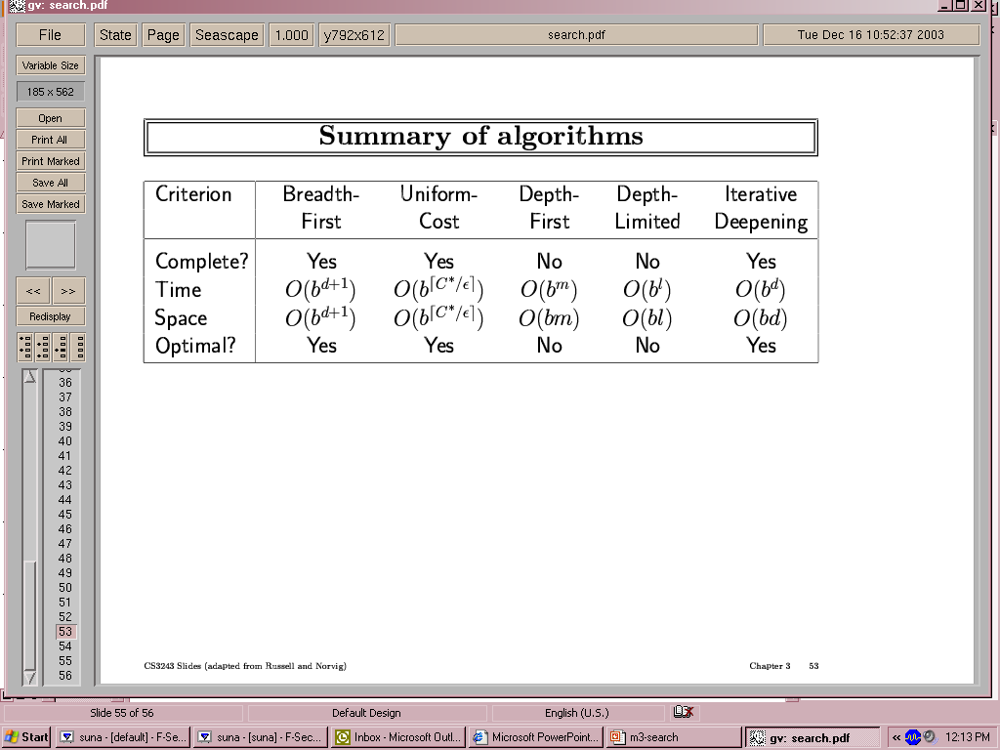 gv: search.pdf
File State Page Seascape 1.000 y792x612 search.pdf Tue Dec 16 10:52:37 2003
Variable Size
185 x 562
Open
Print All
Print Marked
Save All
Save Marked
<< >>
Redisplay
36
37
38
39
40
41
42
43
44
45
46
47
48
49
50
51
52
53
54
55
56
Summary of algorithms
Criterion Breadth- Uniform- Depth- Depth- Iterative
First Cost First Limited Deepening
Complete? Yes Yes No No Yes
Time O(b^{d+1}) O(b^{⌈C*/ϵ⌉}) O(b^m) O(b^l) O(b^d)
Space O(b^{d+1}) O(b^{⌈C*/ϵ⌉}) O(bm) O(bl) O(bd)
Optimal? Yes Yes No No Yes
CS3243 Slides (adapted from Russell and Norvig) Chapter 3 53
Slide 55 of 56 Default Design English (U.S.)
Start suna - [default] - F-Se... suna - [suna] - F-Sec... Inbox - Microsoft Outl... Microsoft PowerPoint... m3-search gv: search.pdf « 12:13 PM